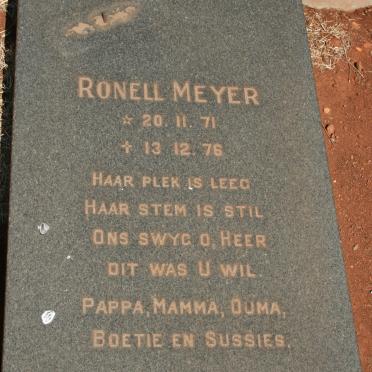 RONELL MEYER
☆ 20. 11. 71
✝ 13. 12. 76
HAAR PLEK IS LEEG
HAAR STEM IS STIL
ONS SWYG O, HEER
DIT WAS U WIL
PAPPA, MAMMA, OUMA,
BOETIE EN SUSSIES.